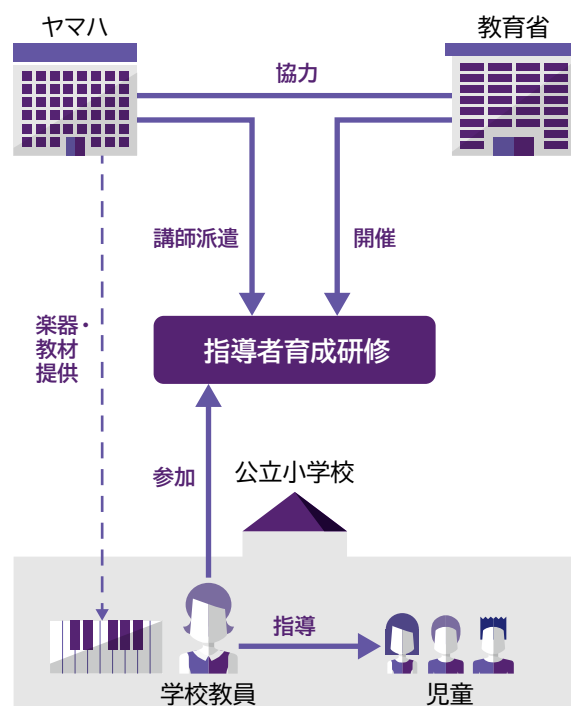 ヤマハ
教育省
協力
講師派遣
開催
楽器・
教材
提供
指導者育成研修
参加
公立小学校
指導
学校教員
児童